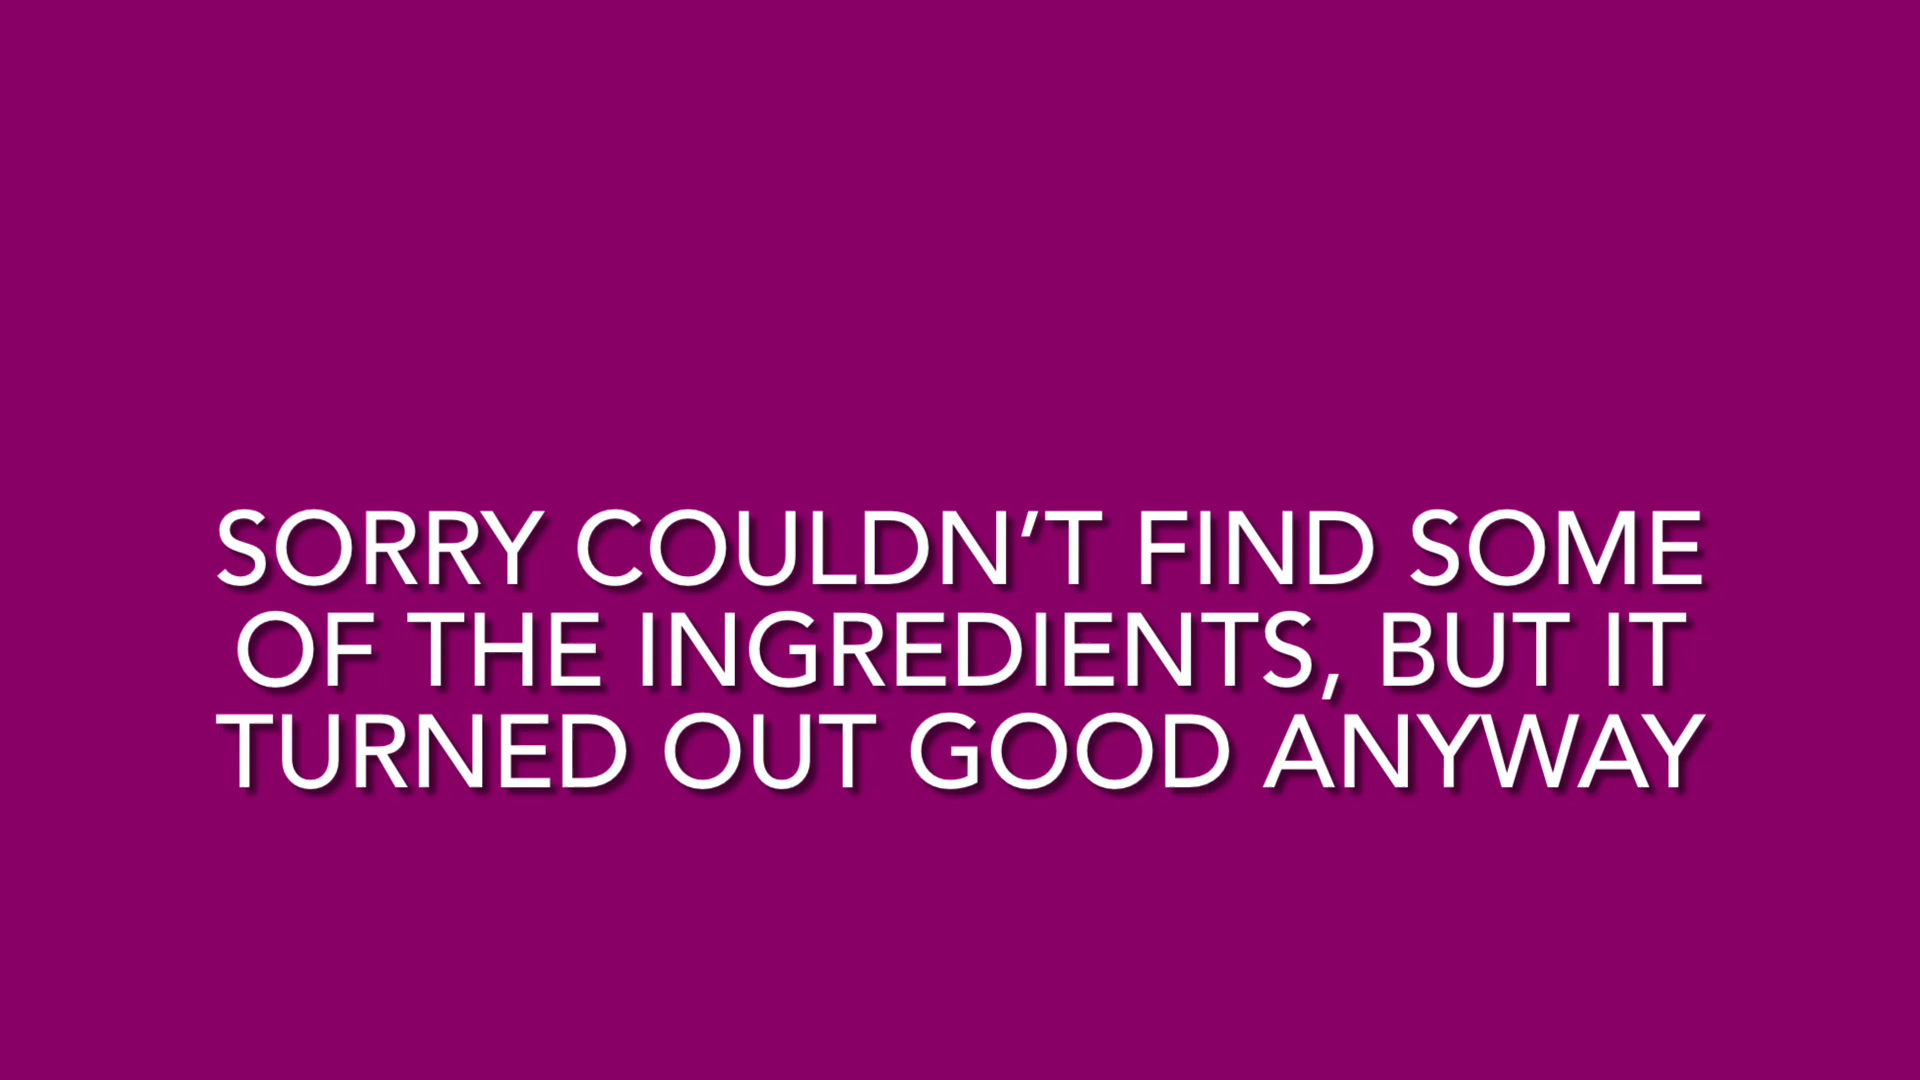 SORRY COULDN’T FIND SOME
OF THE INGREDIENTS, BUT IT
TURNED OUT GOOD ANYWAY